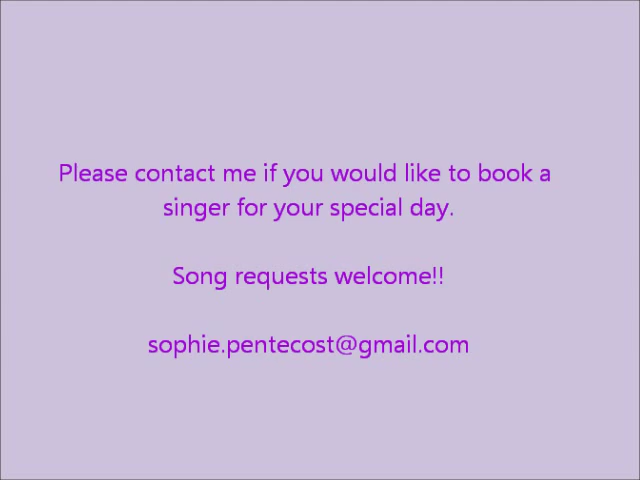 Please contact me if you would like to book a
singer for your special day.
Song requests welcome!!
sophie.pentecost@gmail.com